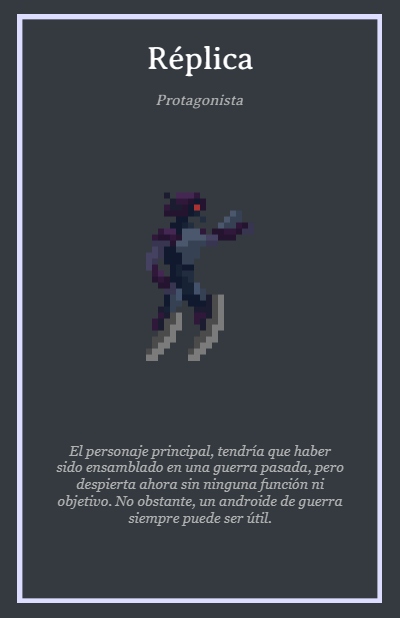 Réplica
Protagonista
El personaje principal, tendría que haber
sido ensamblado en una guerra pasada, pero
despierta ahora sin ninguna función ni
objetivo. No obstante, un androide de guerra
siempre puede ser útil.